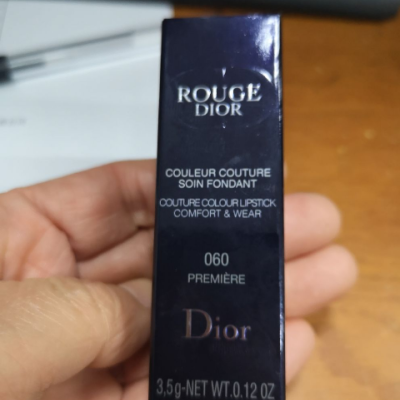 ROUGE
DIOR
COULEUR COUTURE
SOIN FONDANT
COUTURE COLOUR LIPSTICK
COMFORT & WEAR
060
PREMIÈRE
Dior
3,5g-NET WT.0.12 OZ